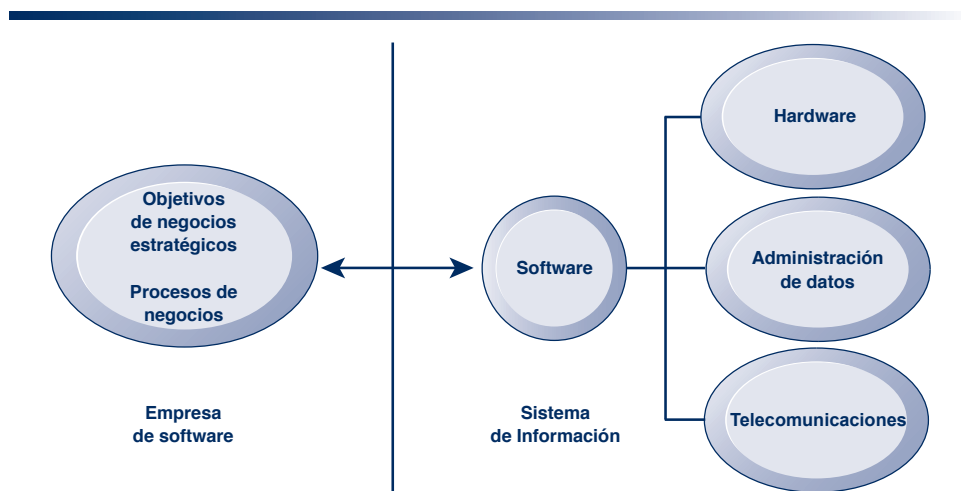 Objetivos
de negocios
estratégicos
Procesos de
negocios
Empresa
de software
Software
Sistema
de Información
Hardware
Administración
de datos
Telecomunicaciones